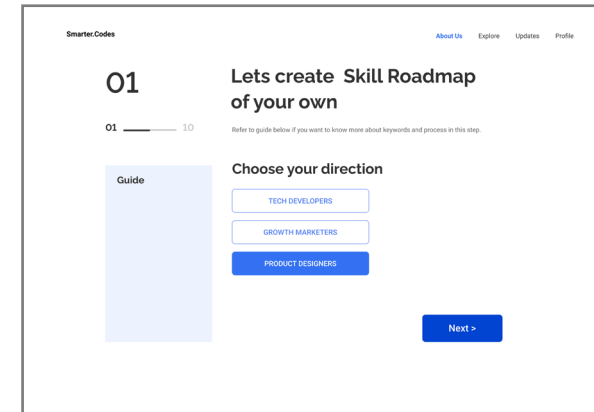 Smarter.Codes
About Us Explore Updates Profile
01
Lets create Skill Roadmap
of your own
01 10
Refer to guide below if you want to know more about keywords and process in this step.
Guide
Choose your direction
TECH DEVELOPERS
GROWTH MARKETERS
PRODUCT DESIGNERS
Next >